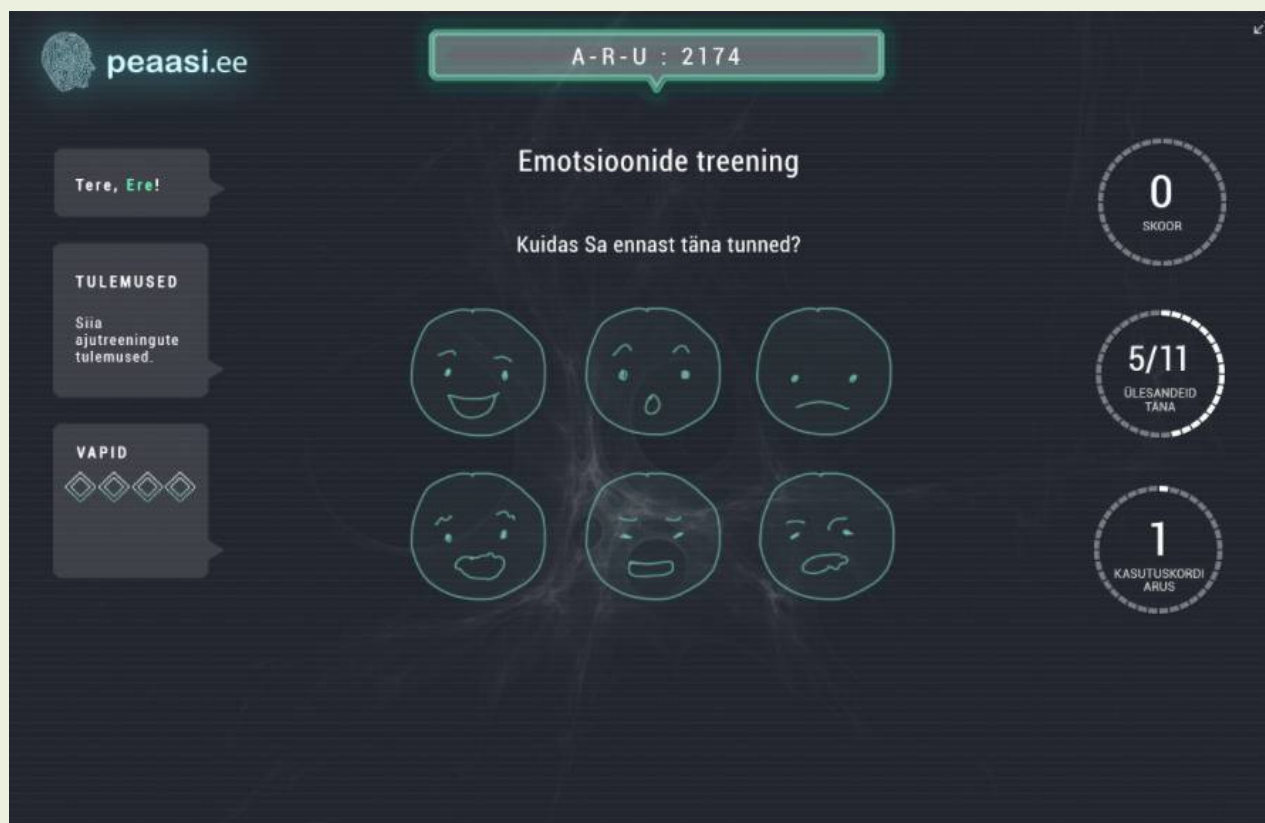 peaasi.ee
A-R-U : 2174
Tere, Ere!
TULEMUSED
Siia
ajutreeningute
tulemused.
VAPID
Emotsioonide treening
Kuidas Sa ennast täna tunned?
0
SKOOR
5/11
ÜLESANDEID
TÄNA
1
KASUTUSKORDI
ARUS